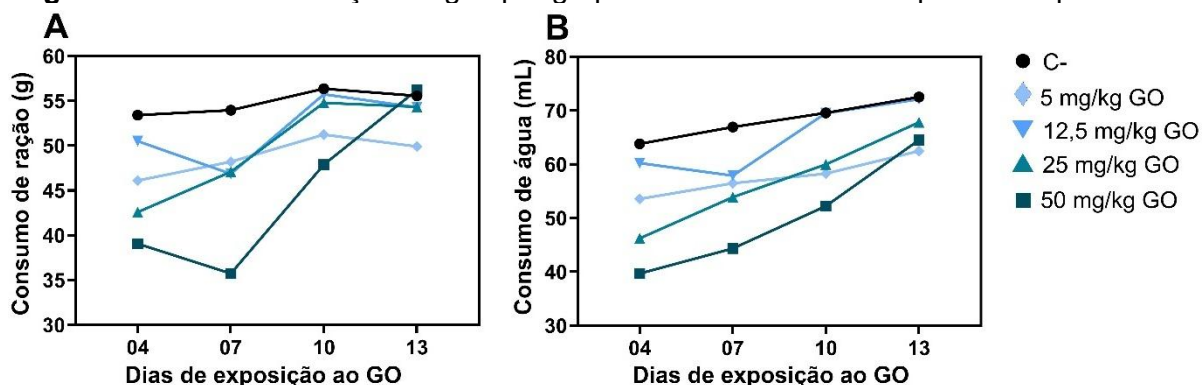 A
Consumo de ração (g)
60
55
50
45
40
35
30
04 07 10 13
Dias de exposição ao GO
B
Consumo de água (mL)
80
70
60
50
40
30
04 07 10 13
Dias de exposição ao GO
C-
5 mg/kg GO
12,5 mg/kg GO
25 mg/kg GO
50 mg/kg GO